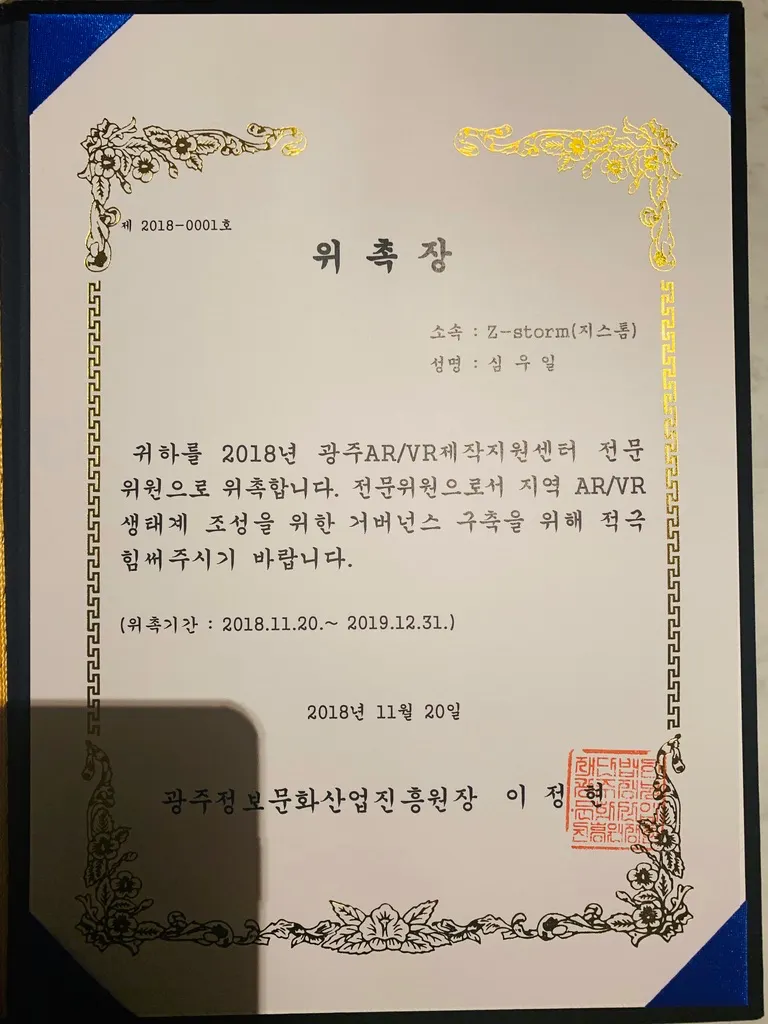 제 2018-0001호
위 촉 장
소속 : Z-storm(지스톰)
성명 : 심 우 일
귀하를 2018년 광주AR/VR제작지원센터 전문
위원으로 위촉합니다. 전문위원으로서 지역 AR/VR
생태계 조성을 위한 거버넌스 구축을 위해 적극
힘써주시기 바랍니다.
(위촉기간 : 2018.11.20.~ 2019.12.31.)
2018년 11월 20일
광주정보문화산업진흥원장 이 정 현